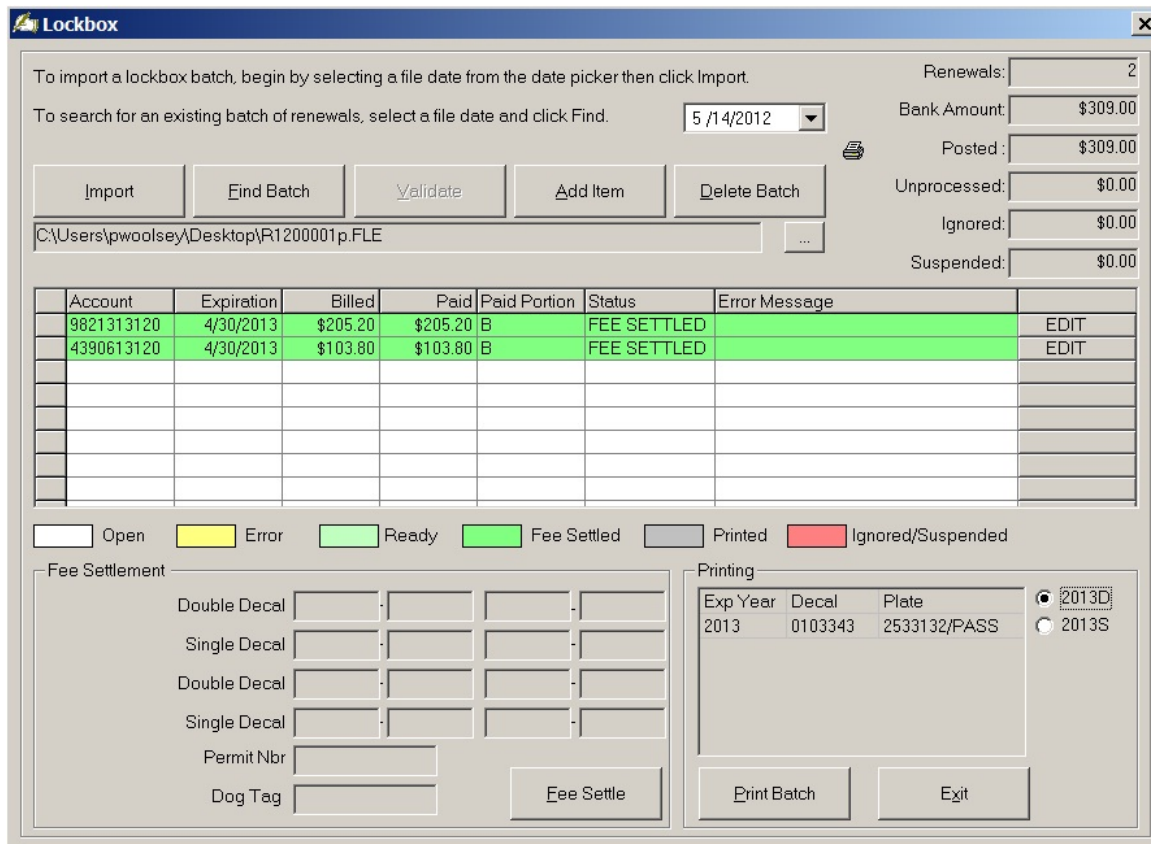 Lockbox
To import a lockbox batch, begin by selecting a file date from the date picker then click Import.
To search for an existing batch of renewals, select a file date and click Find.
5 /14/2012
Renewals: 2
Bank Amount: $309.00
Posted : $309.00
Unprocessed: $0.00
Ignored: $0.00
Suspended: $0.00
Import Find Batch Validate Add Item Delete Batch
C:\Users\pwoolsey\Desktop\R1200001p.FLE ...
Account Expiration Billed Paid Paid Portion Status Error Message
9821313120 4/30/2013 $205.20 $205.20 B FEE SETTLED EDIT
4390613120 4/30/2013 $103.80 $103.80 B FEE SETTLED EDIT
Open Error Ready Fee Settled Printed Ignored/Suspended
Fee Settlement
Double Decal - -
Single Decal - -
Double Decal - -
Single Decal - -
Permit Nbr
Dog Tag
Fee Settle
Printing
Exp Year Decal Plate
2013 0103343 2533132/PASS
2013D
2013S
Print Batch Exit